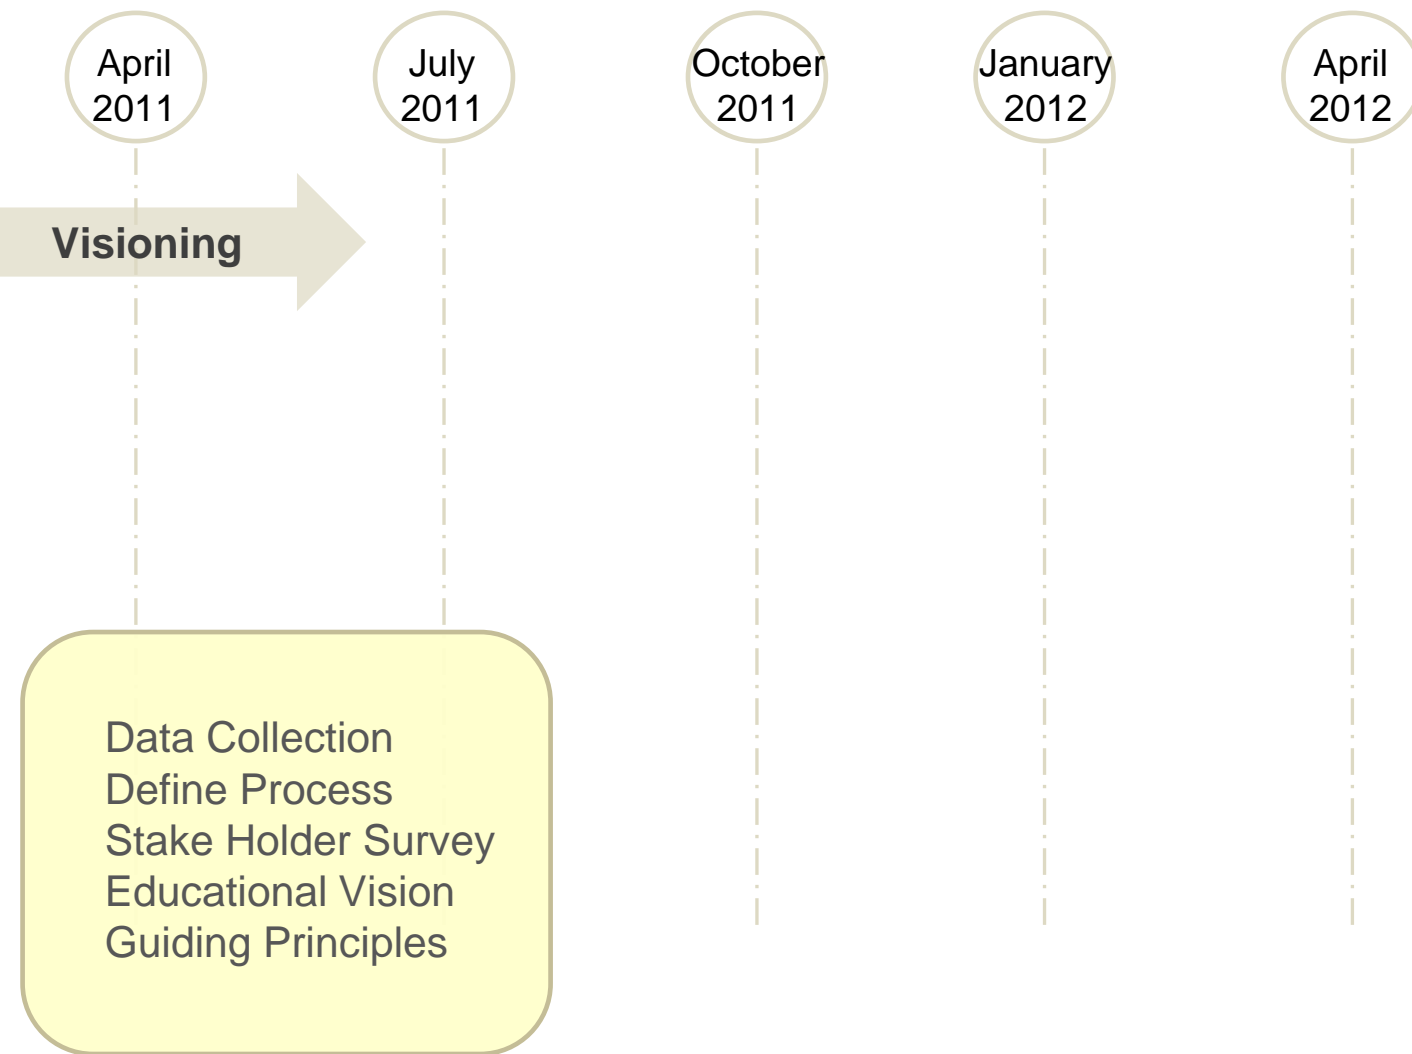 April
2011
July
2011
October
2011
January
2012
April
2012
Visioning
Data Collection
Define Process
Stake Holder Survey
Educational Vision
Guiding Principles